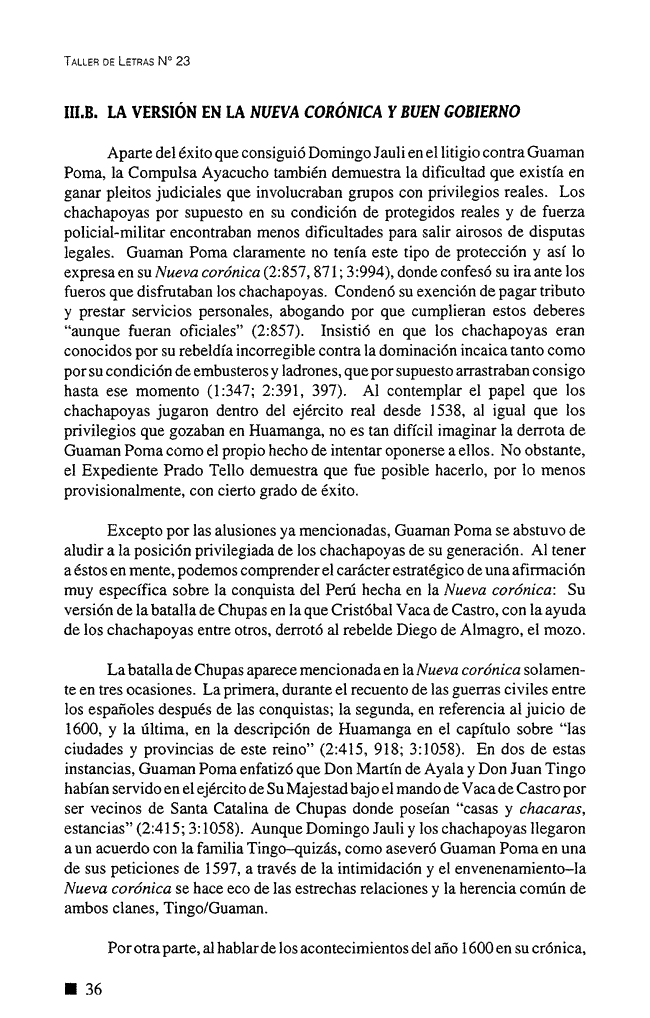 TALLER DE LETRAS N° 23
III.B. LA VERSIÓN EN LA NUEVA CORÓNICA Y BUEN GOBIERNO
Aparte del éxito que consiguió Domingo Jauli en el litigio contra Guaman
Poma, la Compulsa Ayacucho también demuestra la dificultad que existía en
ganar pleitos judiciales que involucraban grupos con privilegios reales. Los
chachapoyas por supuesto en su condición de protegidos reales y de fuerza
policial-militar encontraban menos dificultades para salir airosos de disputas
legales. Guaman Poma claramente no tenía este tipo de protección y así lo
expresa en su Nueva corónica (2:857, 871; 3:994), donde confesó su ira ante los
fueros que disfrutaban los chachapoyas. Condenó su exención de pagar tributo
y prestar servicios personales, abogando por que cumplieran estos deberes
“aunque fueran oficiales” (2:857). Insistió en que los chachapoyas eran
conocidos por su rebeldía incorregible contra la dominación incaica tanto como
por su condición de embusteros y ladrones, que por supuesto arrastraban consigo
hasta ese momento (1:347; 2:391, 397). Al contemplar el papel que los
chachapoyas jugaron dentro del ejército real desde 1538, al igual que los
privilegios que gozaban en Huamanga, no es tan difícil imaginar la derrota de
Guaman Poma como el propio hecho de intentar oponerse a ellos. No obstante,
el Expediente Prado Tello demuestra que fue posible hacerlo, por lo menos
provisionalmente, con cierto grado de éxito.
Excepto por las alusiones ya mencionadas, Guaman Poma se abstuvo de
aludir a la posición privilegiada de los chachapoyas de su generación. Al tener
a éstos en mente, podemos comprender el carácter estratégico de una afirmación
muy específica sobre la conquista del Perú hecha en la Nueva corónica: Su
versión de la batalla de Chupas en la que Cristóbal Vaca de Castro, con la ayuda
de los chachapoyas entre otros, derrotó al rebelde Diego de Almagro, el mozo.
La batalla de Chupas aparece mencionada en la Nueva corónica solamen-
te en tres ocasiones. La primera, durante el recuento de las guerras civiles entre
los españoles después de las conquistas; la segunda, en referencia al juicio de
1600, y la última, en la descripción de Huamanga en el capítulo sobre “las
ciudades y provincias de este reino” (2:415, 918; 3:1058). En dos de estas
instancias, Guaman Poma enfatizó que Don Martín de Ayala y Don Juan Tingo
habían servido en el ejército de Su Majestad bajo el mando de Vaca de Castro por
ser vecinos de Santa Catalina de Chupas donde poseían “casas y chacaras,
estancias” (2:415; 3:1058). Aunque Domingo Jauli y los chachapoyas llegaron
a un acuerdo con la familia Tingo–quizás, como aseveró Guaman Poma en una
de sus peticiones de 1597, a través de la intimidación y el envenenamiento–la
Nueva corónica se hace eco de las estrechas relaciones y la herencia común de
ambos clanes, Tingo/Guaman.
Por otra parte, al hablar de los acontecimientos del año 1600 en su crónica,
■ 36